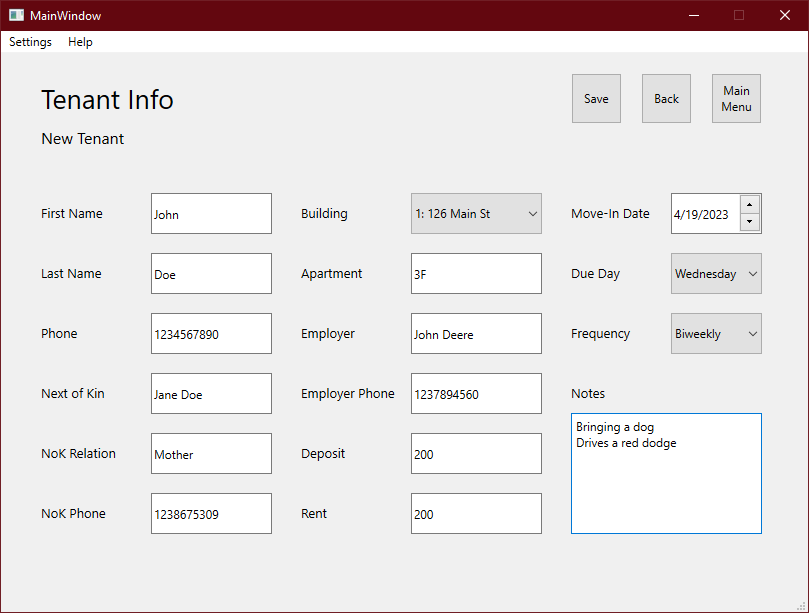 MainWindow
Settings Help
Tenant Info
New Tenant
Save
Back
Main
Menu
First Name
John
Building
1: 126 Main St
Move-In Date
4/19/2023
Last Name
Doe
Apartment
3F
Due Day
Wednesday
Phone
1234567890
Employer
John Deere
Frequency
Biweekly
Next of Kin
Jane Doe
Employer Phone
1237894560
Notes
Bringing a dog
Drives a red dodge
NoK Relation
Mother
Deposit
200
NoK Phone
1238675309
Rent
200